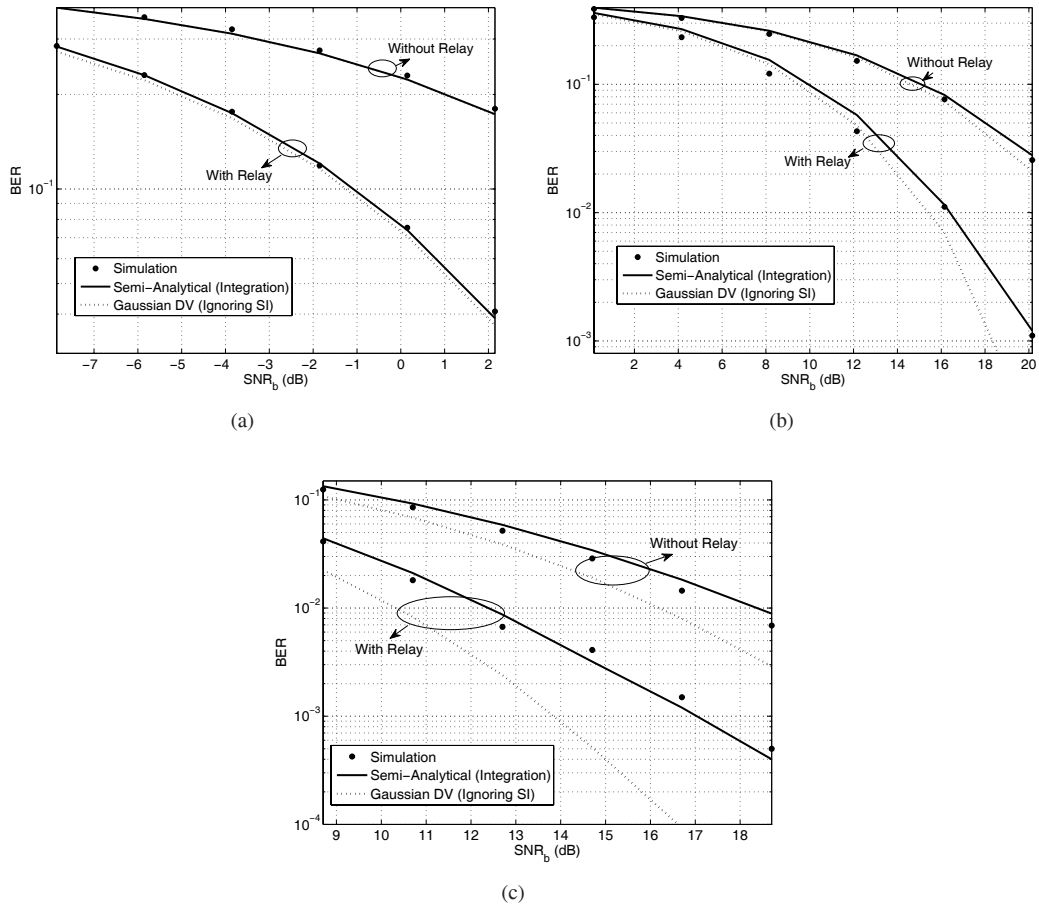 Without Relay
With Relay
BER
10^-1
Simulation
Semi-Analytical (Integration)
Gaussian DV (Ignoring SI)
−7 −6 −5 −4 −3 −2 −1 0 1 2
SNR_b (dB)
(a)
Without Relay
With Relay
BER
10^-1
10^-2
10^-3
Simulation
Semi-Analytical (Integration)
Gaussian DV (Ignoring SI)
2 4 6 8 10 12 14 16 18 20
SNR_b (dB)
(b)
10^-1
Without Relay
10^-2
With Relay
BER
10^-3
Simulation
Semi-Analytical (Integration)
Gaussian DV (Ignoring SI)
10^-4
9 10 11 12 13 14 15 16 17 18
SNR_b (dB)
(c)